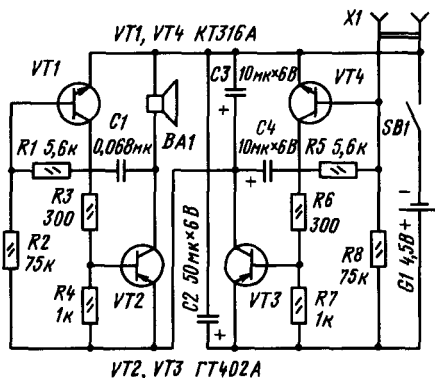 VT1, VT4 КТ316А
X1
VT1
C3
10мк×6В
VT4
C1
0,068мк
BA1
C4
10мк×6В
R1 5,6к
R5 5,6к
SB1
R3
300
R6
300
R2
75к
C2 50мк×6В
R8
75к
G1 4,5В
R4
1к
VT2
VT3
R7
1к
VT2, VT3 ГТ402А